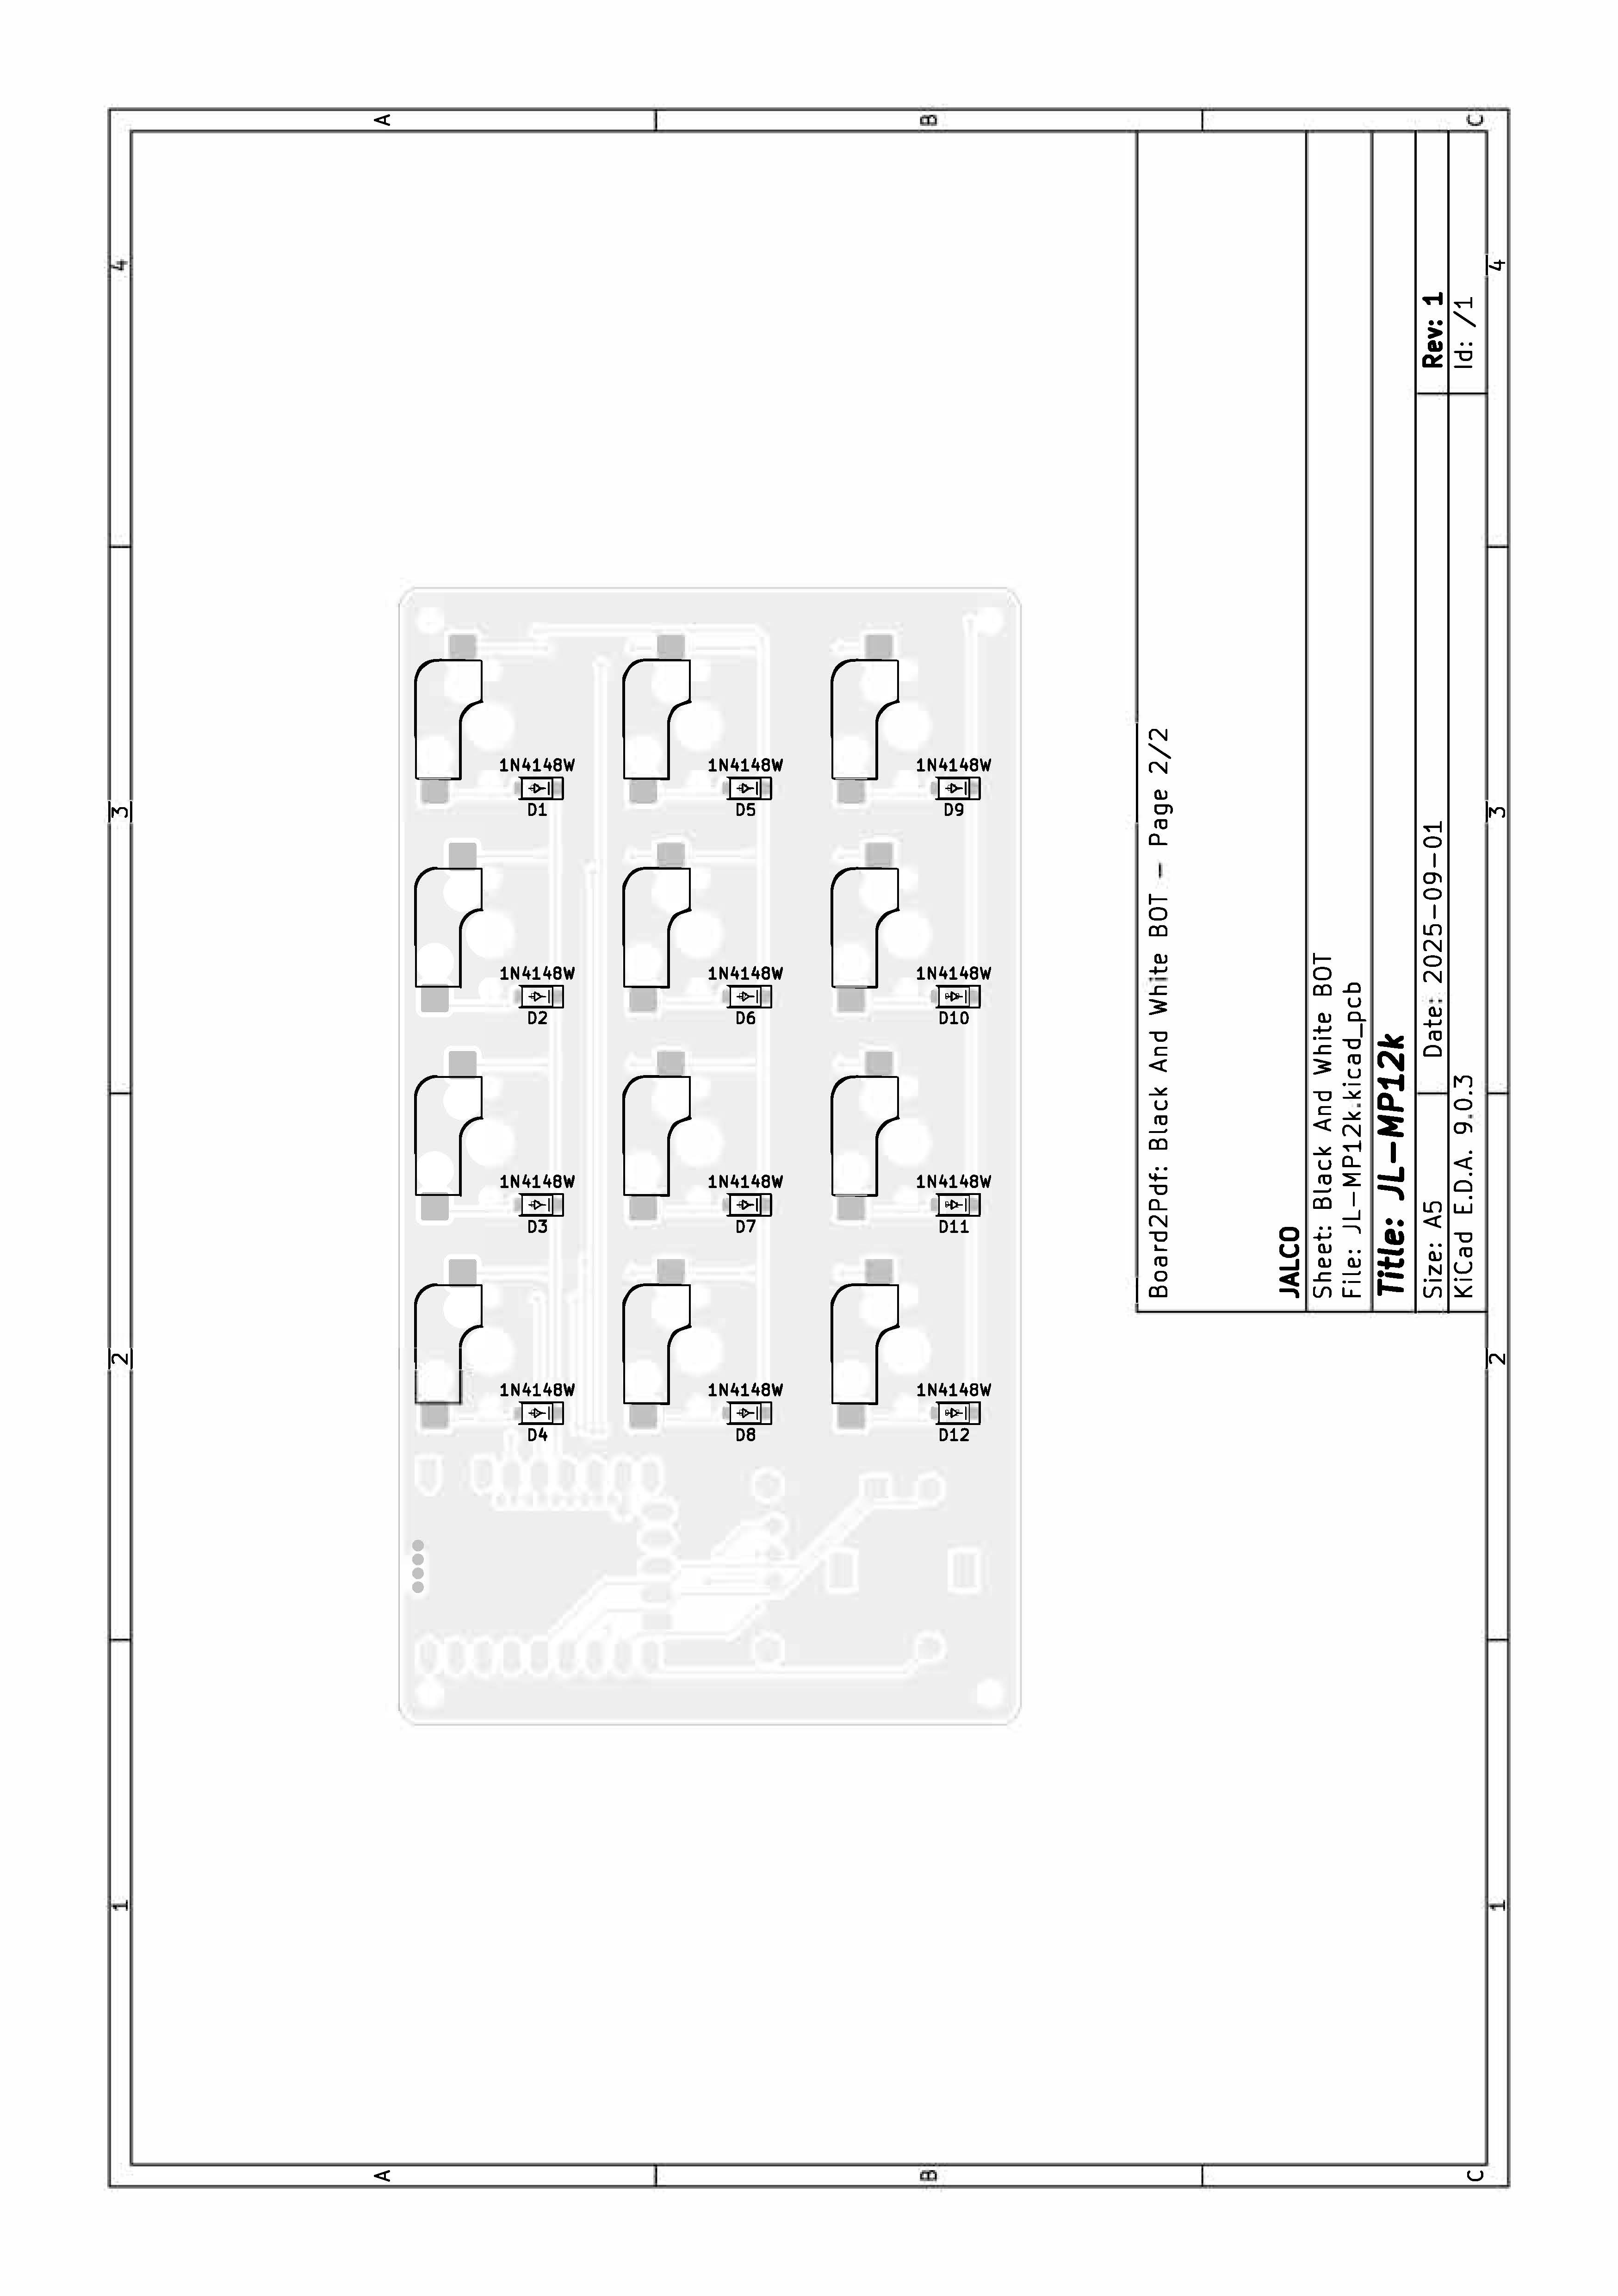 1 2 3 4
A A
1N4148W 1N4148W 1N4148W 1N4148W
D4 D3 D2 D1
1N4148W 1N4148W 1N4148W 1N4148W
D8 D7 D6 D5
1N4148W 1N4148W 1N4148W 1N4148W
D12 D11 D10 D9
B B
Board2Pdf: Black And White BOT – Page 2/2
JALCO
Sheet: Black And White BOT
File: JL–MP12k.kicad_pcb
Title: JL–MP12k
Size: A5 Date: 2025–09–01 Rev: 1
KiCad E.D.A. 9.0.3 Id: /1
C C
1 2 3 4